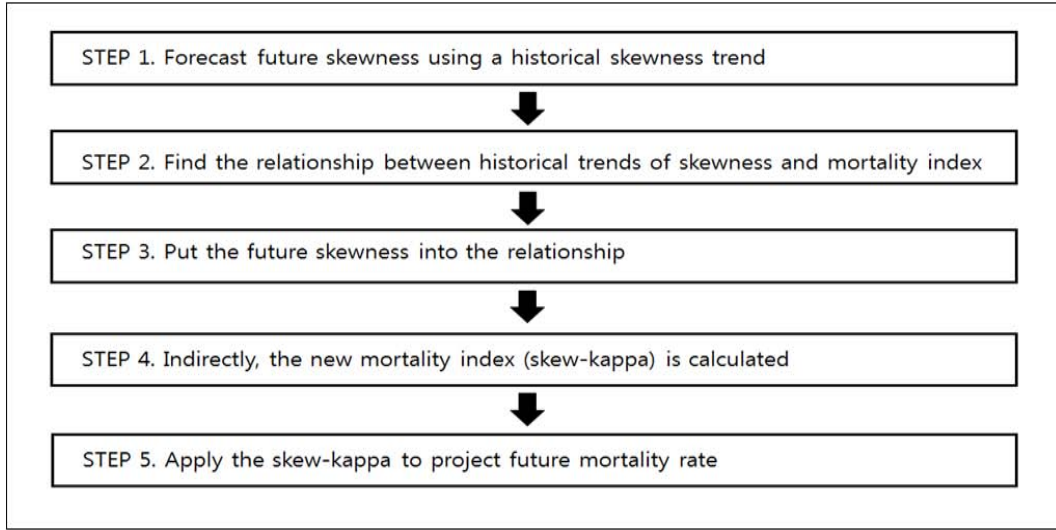 STEP 1. Forecast future skewness using a historical skewness trend
STEP 2. Find the relationship between historical trends of skewness and mortality index
STEP 3. Put the future skewness into the relationship
STEP 4. Indirectly, the new mortality index (skew-kappa) is calculated
STEP 5. Apply the skew-kappa to project future mortality rate